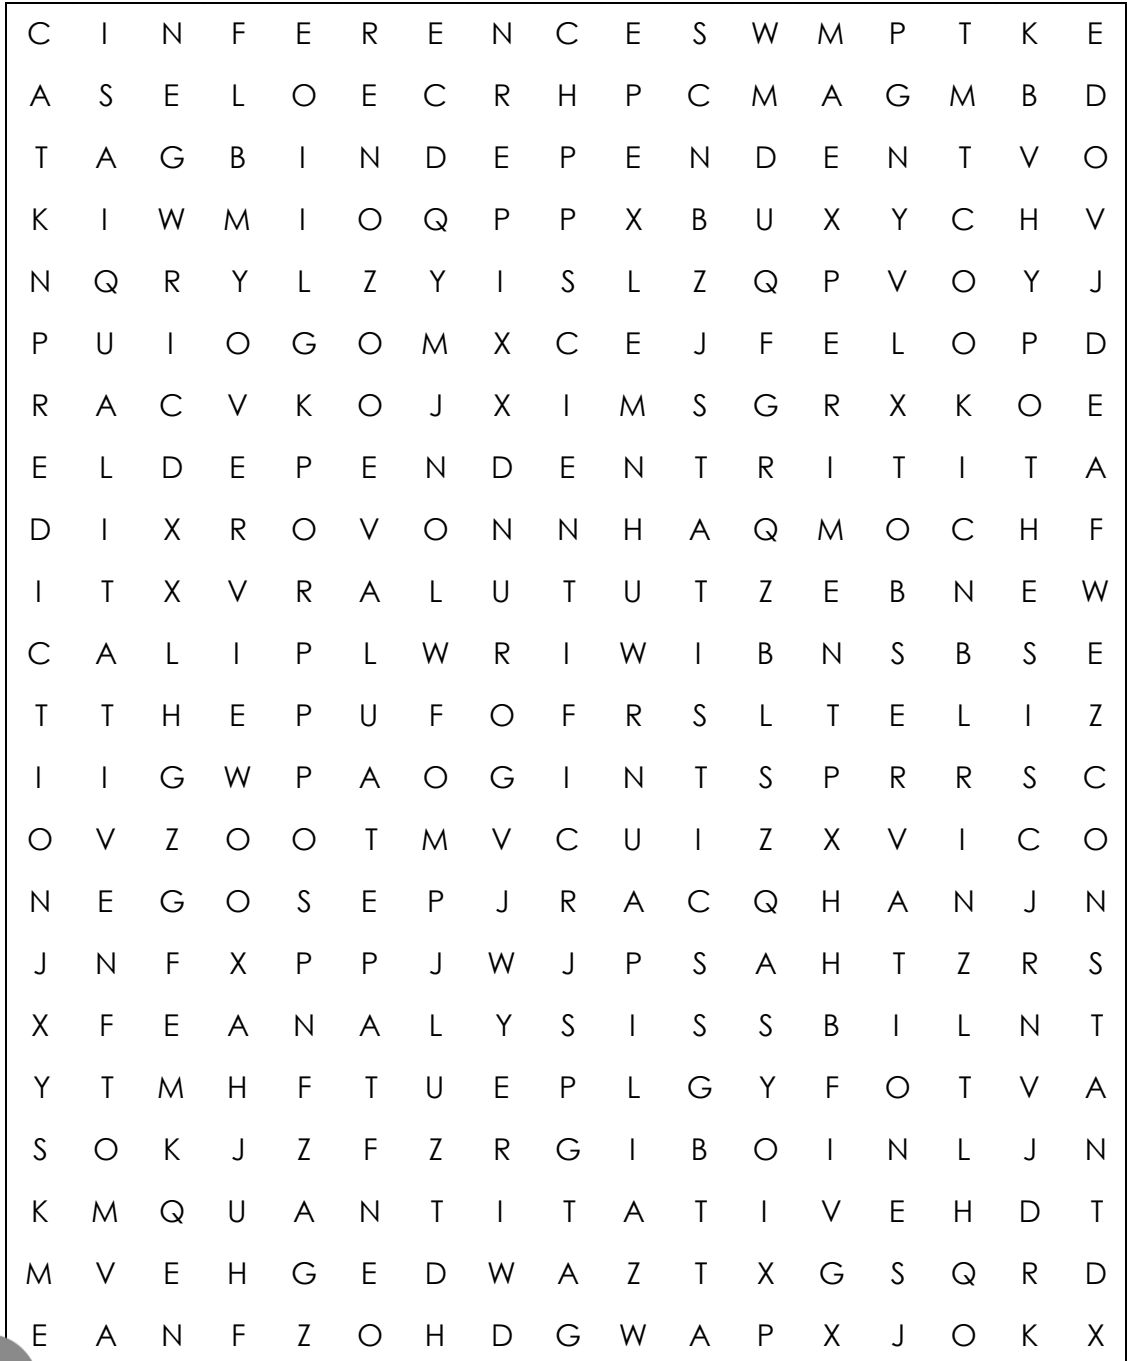 C I N F E R E N C E S W M P T K E
A S E L O E C R H P C M A G M B D
T A G B I N D E P E N D E N T V O
K I W M I O Q P P X B U X Y C H V
N Q R Y L Z Y I S L Z Q P V O Y J
P U I O G O M X C E J F E L O P D
R A C V K O J X I M S G R X K O E
E L D E P E N D E N T R I T I T A
D I X R O V O N N H A Q M O C H F
I T X V R A L U T U T Z E B N E W
C A L I P L W R I W I B N S B S E
T T H E P U F O F R S L T E L I Z
I I G W P A O G I N T S P R R S C
O V Z O O T M V C U I Z X V I C O
N E G O S E P J R A C Q H A N J N
J N F X P P J W J P S A H T Z R S
X F E A N A L Y S I S S B I L N T
Y T M H F T U E P L G Y F O T V A
S O K J Z F Z R G I B O I N L J N
K M Q U A N T I T A T I V E H D T
M V E H G E D W A Z T X G S Q R D
E A N F Z O H D G W A P X J O K X